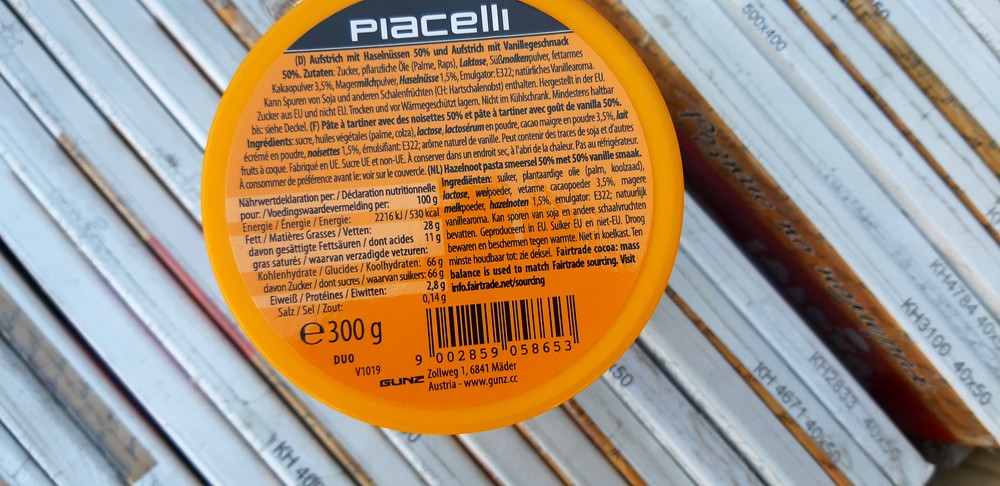 Piacelli
(D) Aufstrich mit Haselnüssen 50% und Aufstrich mit Vanillegeschmack
50%. Zutaten: Zucker, pflanzliche Öle (Palme, Raps), Laktose, Süßmolkenpulver, fettarmes
Kakaopulver 3,5%, Magermilchpulver, Haselnüsse 1,5%, Emulgator: E322; natürliches Vanillearoma.
Kann Spuren von Soja und anderen Schalenfrüchten (CH: Hartschalenobst) enthalten. Hergestellt in der EU.
Zucker aus EU und nicht EU. Trocken und vor Wärme geschützt lagern. Nicht im Kühlschrank. Mindestens haltbar
bis: siehe Deckel. (F) Pâte à tartiner avec des noisettes 50% et pâte à tartiner avec goût de vanilla 50%.
Ingrédients: sucre, huiles végétales (palme, colza), lactose, lactosérum en poudre, cacao maigre en poudre 3,5%, lait
écrémé en poudre, noisettes 1,5%, émulsifiant: E322; arôme naturel de vanille. Peut contenir des traces de soja et d'autres
fruits à coque. Fabriqué en UE. Sucre UE et non-UE. À conserver dans un endroit sec, à l'abri de la chaleur. Pas au réfrigérateur.
À consommer de préférence avant le: voir sur le couvercle. (NL) Hazelnoot pasta smeersel 50% met 50% vanille smaak.
Ingrediënten: suiker, plantaardige olie (palm, koolzaad),
lactose, weipoeder, vetarme cacaopoeder 3,5%, magere
melkpoeder, hazelnoten 1,5%, emulgator: E322; natuurlijk
vanillearoma. Kan sporen van soja en andere schaalvruchten
bevatten. Geproduceerd in EU. Suiker EU en niet-EU. Droog
bewaren en beschermen tegen warmte. Niet in koelkast. Ten
minste houdbaar tot: zie deksel. Fairtrade cocoa: mass
balance is used to match Fairtrade sourcing. Visit
info.fairtrade.net/sourcing
Nährwertdeklaration per: / Déclaration nutritionnelle
pour: / Voedingswaardevermelding per: 100 g
Energie / Énergie / Energie: 2216 kJ / 530 kcal
Fett / Matières Grasses / Vetten: 28 g
davon gesättigte Fettsäuren / dont acides 11 g
gras saturés / waarvan verzadigde vetzuren:
Kohlenhydrate / Glucides / Koolhydraten: 66 g
davon Zucker / dont sucres / waarvan suikers: 66 g
Eiweiß / Protéines / Eiwitten: 2,8 g
Salz / Sel / Zout: 0,14 g
e 300 g
DUO
V1019
9 002859 058653
GUNZ Zollweg 1, 6841 Mäder
Austria - www.gunz.cc
500x400
KH4784 40x
KH3100 40x50
KH2833 40x50
KH 4671 40x50
x50
KH 40
50